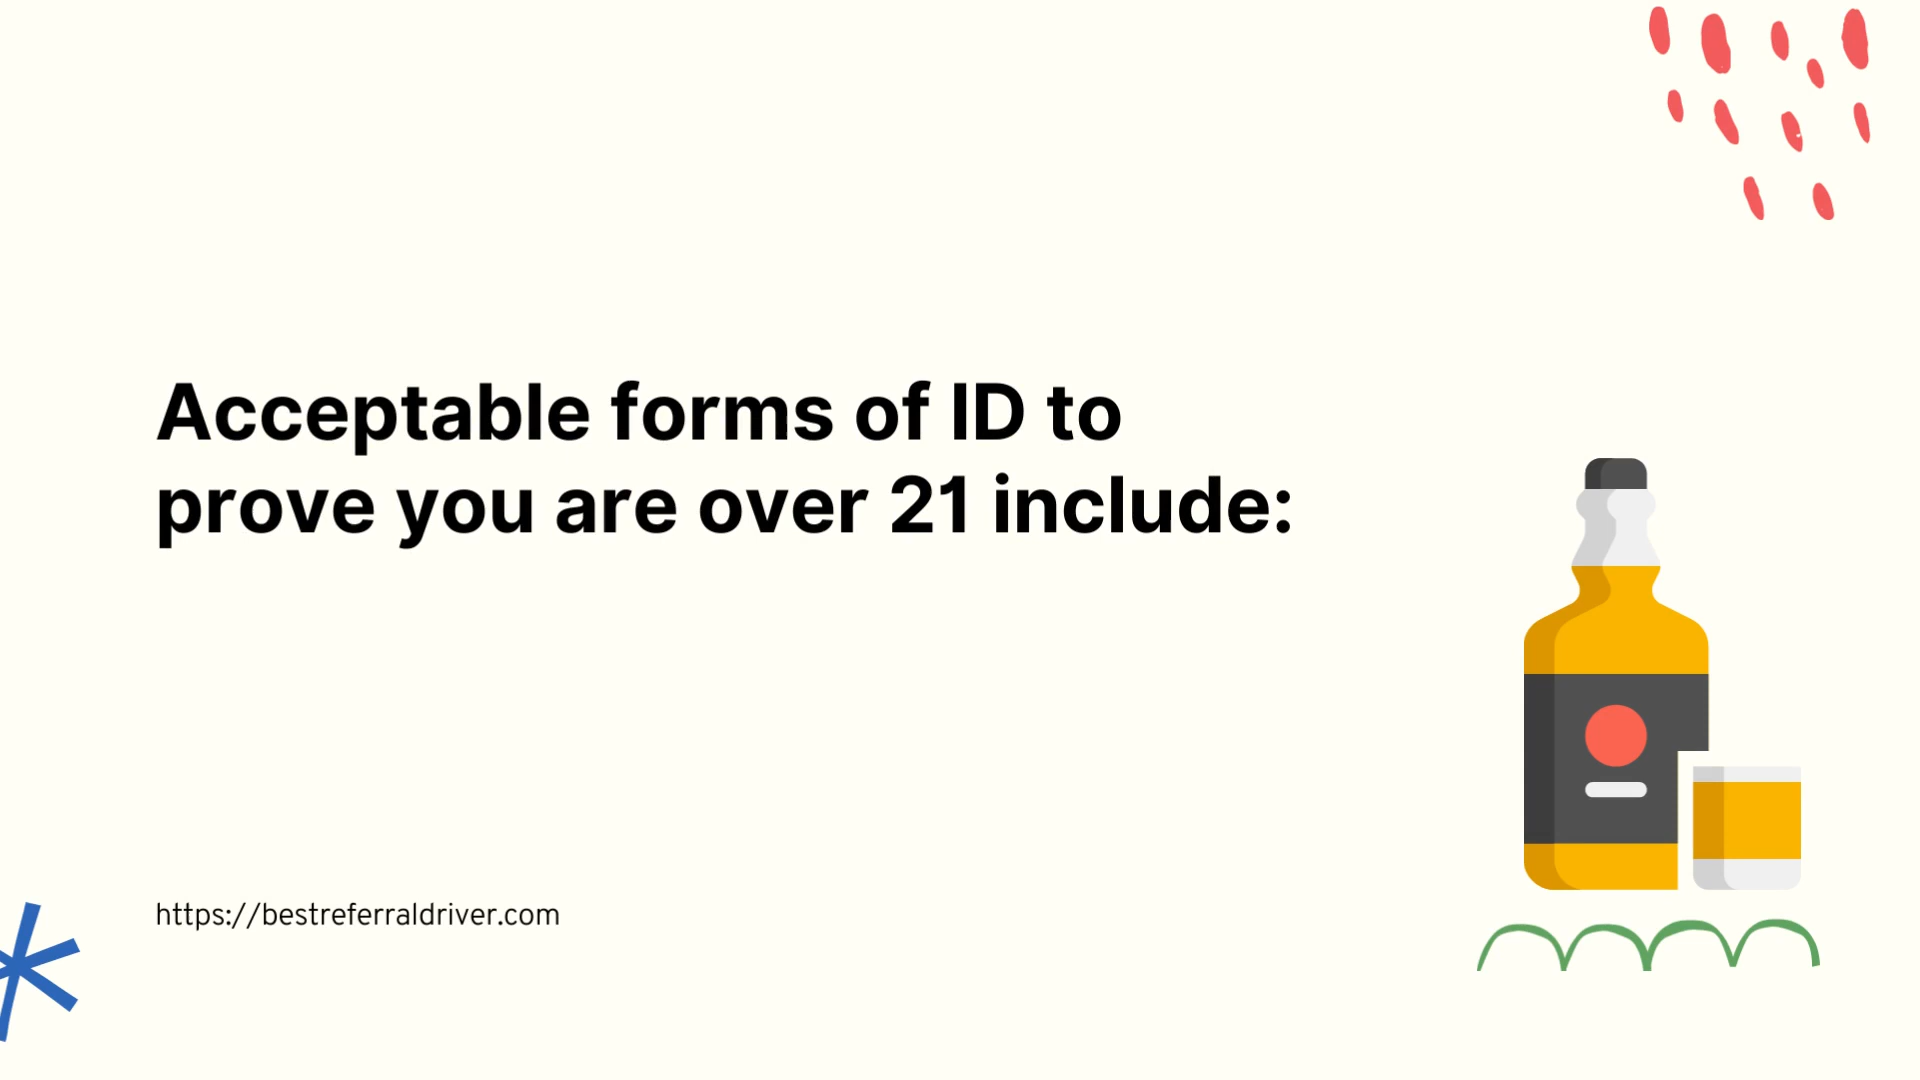 Acceptable forms of ID to
prove you are over 21 include:
https://bestreferraldriver.com